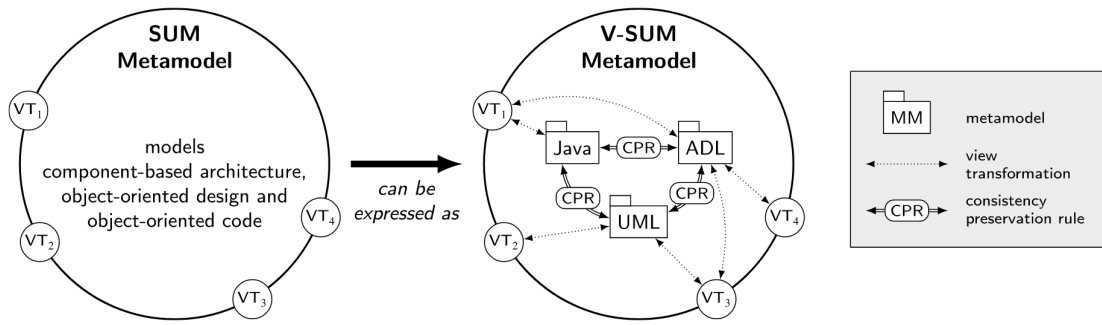 SUM
Metamodel
VT1
models
component-based architecture,
object-oriented design and
object-oriented code
VT2
VT4
VT3
can be
expressed as
V-SUM
Metamodel
VT1
Java
CPR
ADL
CPR
CPR
UML
VT2
VT4
VT3
MM
metamodel
view
transformation
CPR
consistency
preservation rule